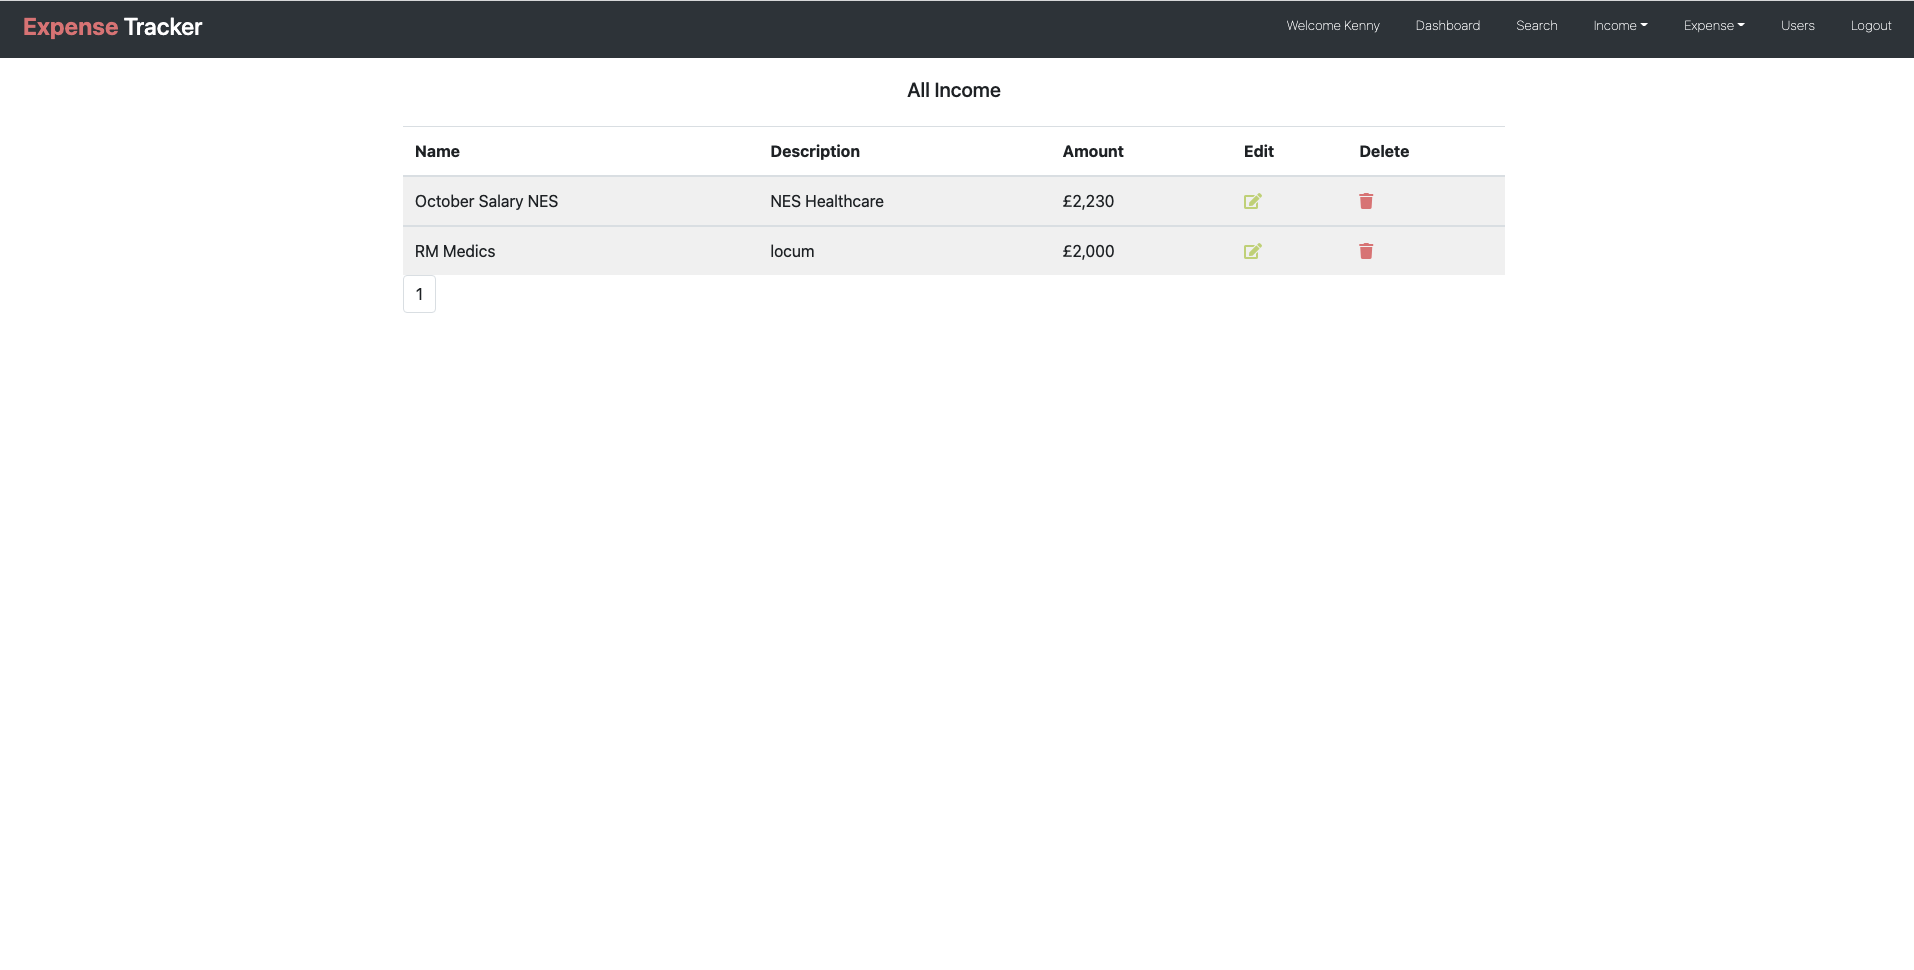 Expense Tracker Welcome Kenny Dashboard Search Income Expense Users Logout
All Income
Name Description Amount Edit Delete
October Salary NES NES Healthcare £2,230
RM Medics locum £2,000
1